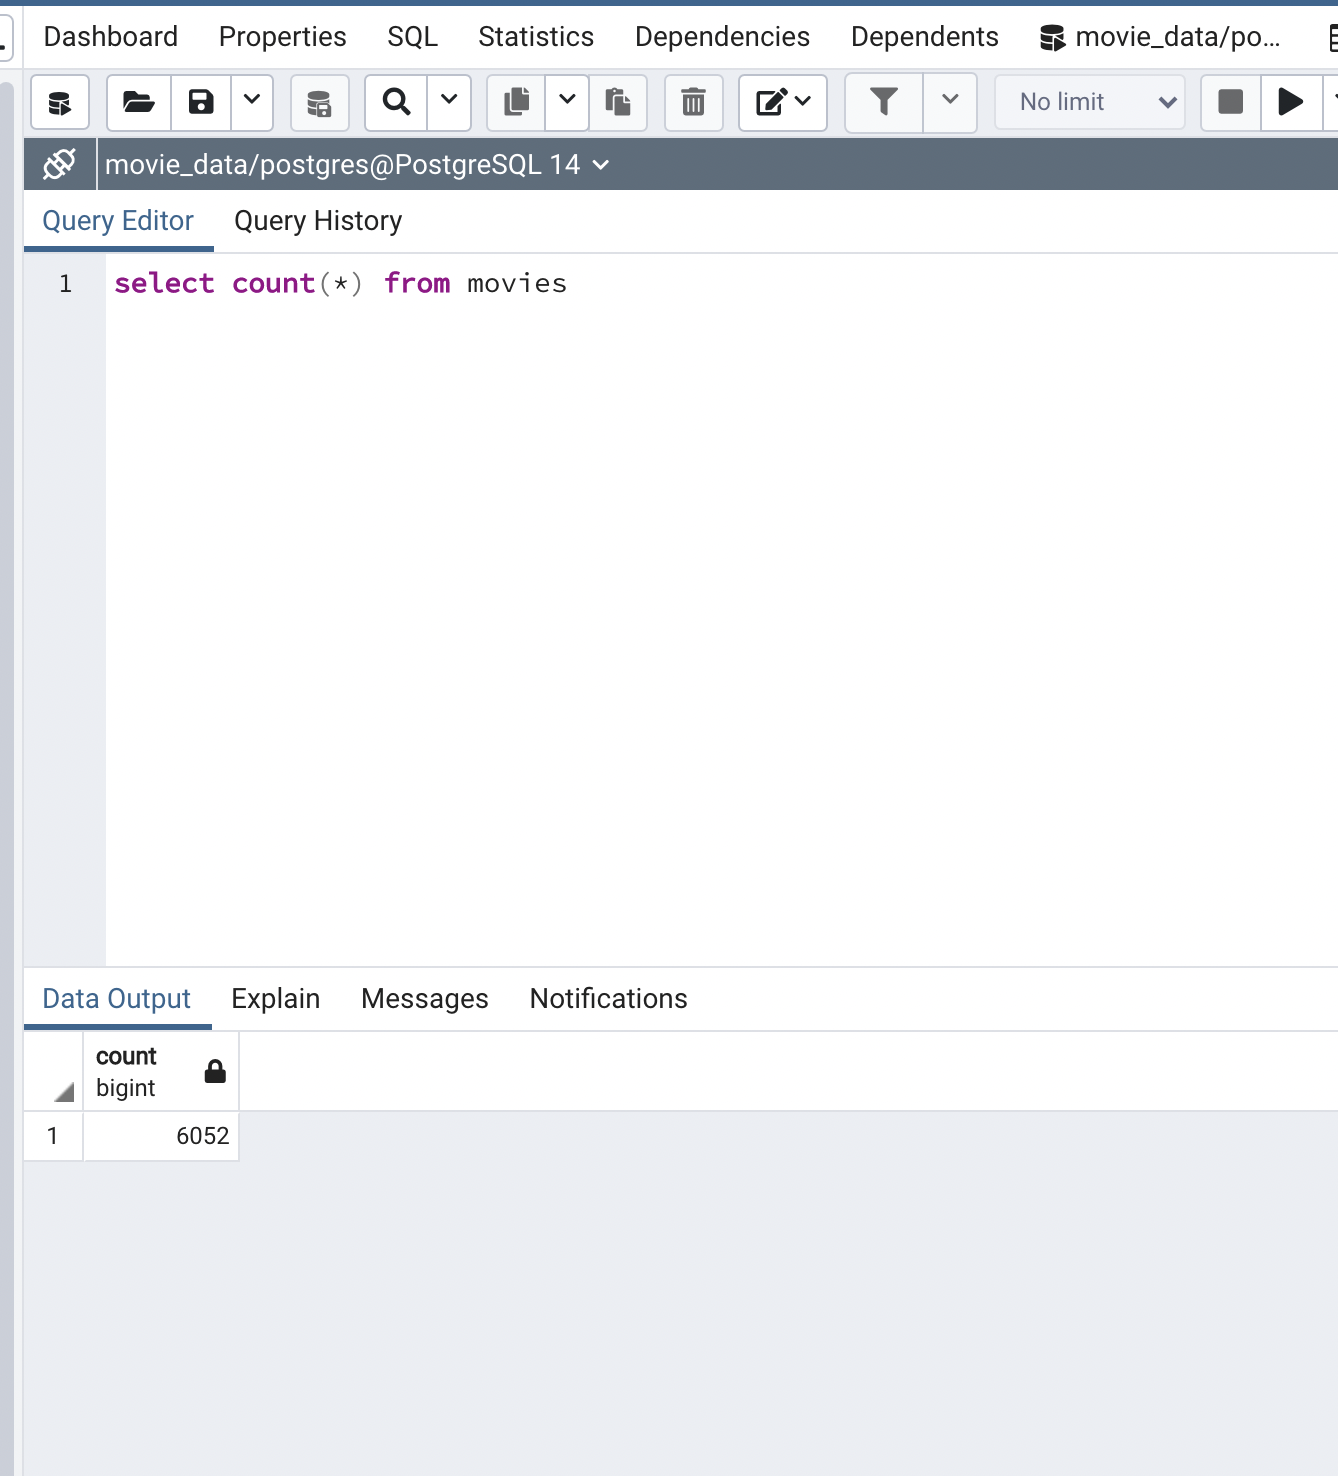 Dashboard Properties SQL Statistics Dependencies Dependents movie_data/po...
No limit
movie_data/postgres@PostgreSQL 14
Query Editor Query History
1 select count(*) from movies
Data Output Explain Messages Notifications
count
bigint
1 6052